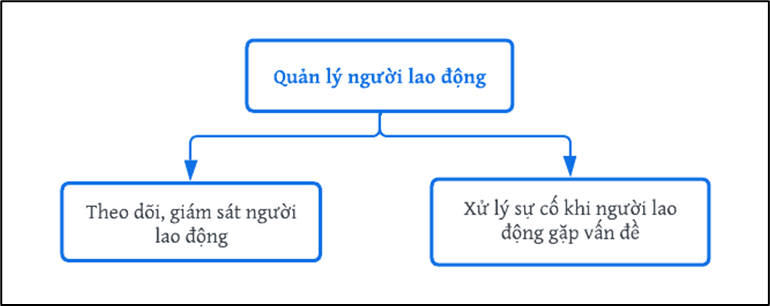 Quản lý người lao động
Theo dõi, giám sát người
lao động
Xử lý sự cố khi người lao
động gặp vấn đề